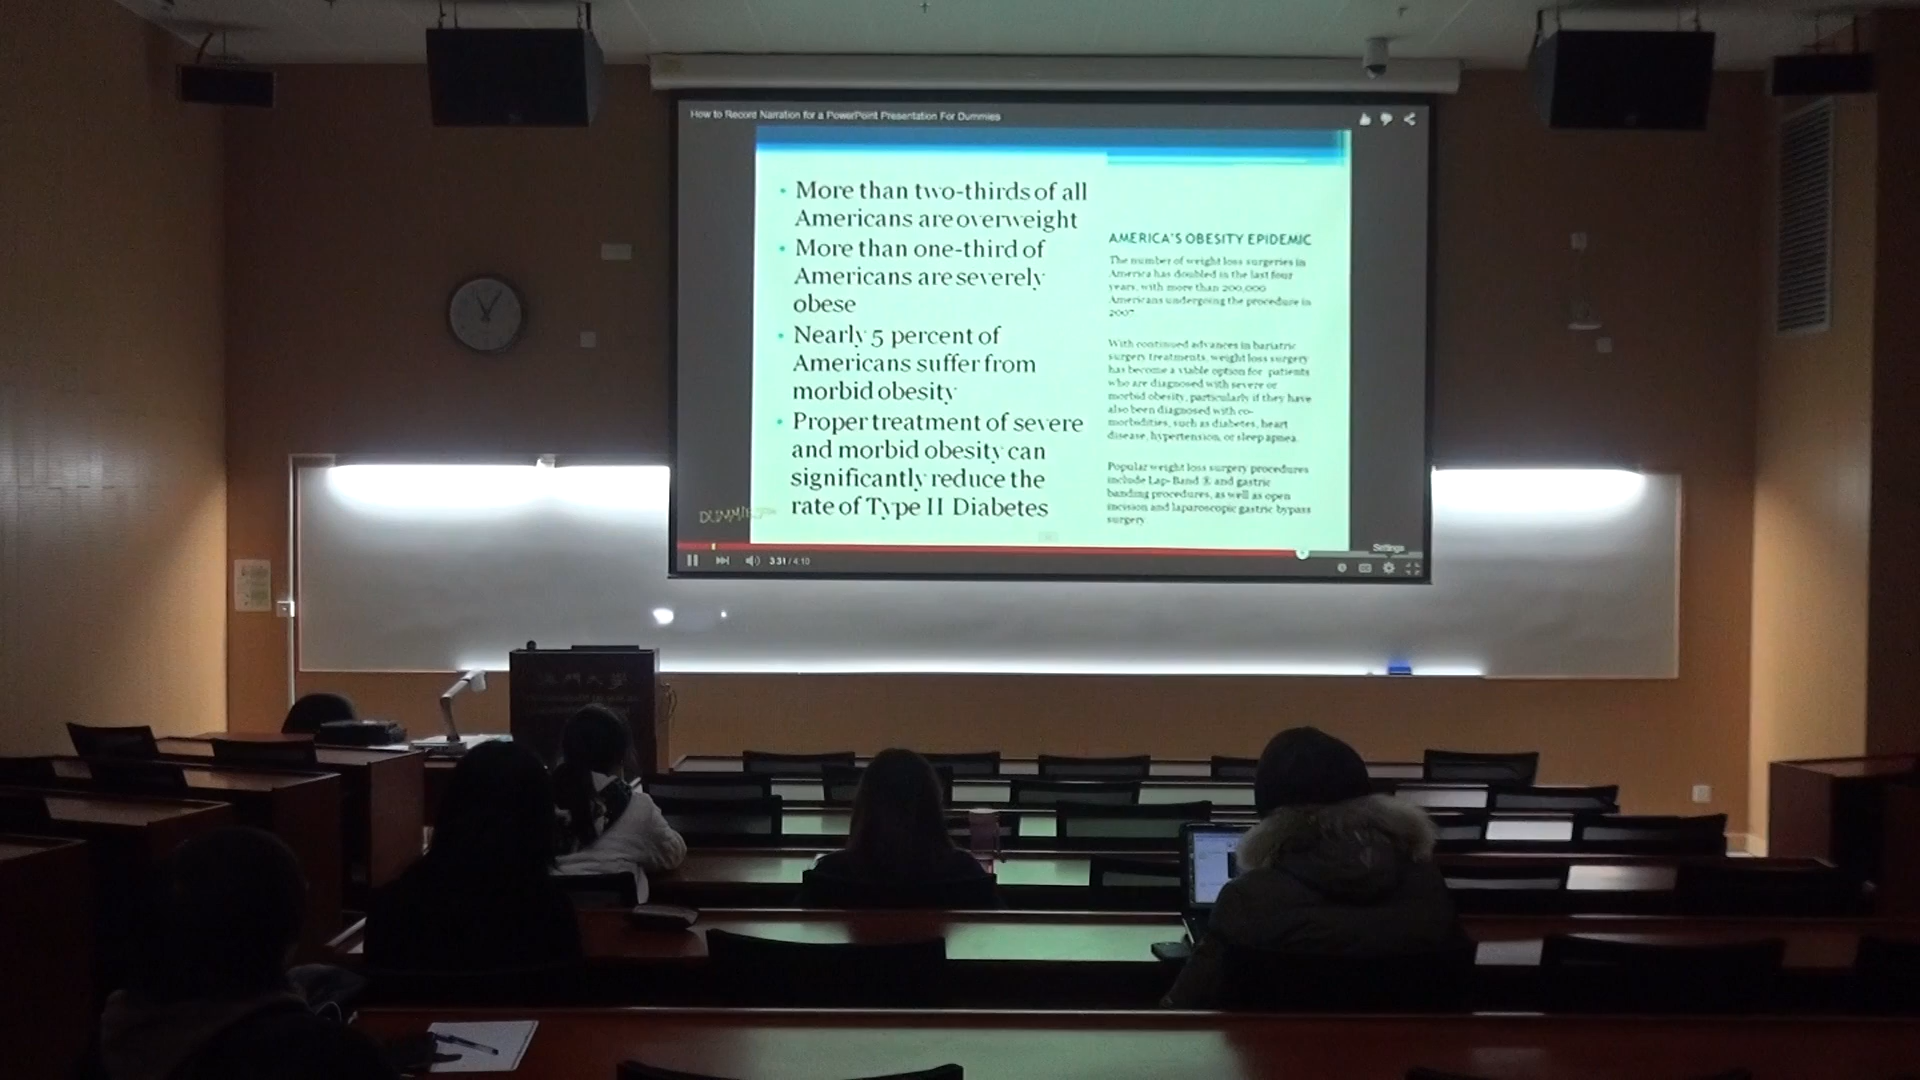 How to Record Narration for a PowerPoint Presentation For Dummies
• More than two-thirds of all
Americans are overweight
• More than one-third of
Americans are severely
obese
• Nearly 5 percent of
Americans suffer from
morbid obesity
• Proper treatment of severe
and morbid obesity can
significantly reduce the
rate of Type II Diabetes
AMERICA'S OBESITY EPIDEMIC
The number of weight loss surgeries in
America has doubled in the last four
years, with more than 200,000
Americans undergoing the procedure in
2007
With continued advances in bariatric
surgery treatments, weight loss surgery
has become a viable option for patients
who are diagnosed with severe or
morbid obesity, particularly if they have
also been diagnosed with co-
morbidities, such as diabetes, heart
disease, hypertension, or sleep apnea.
Popular weight loss surgery procedures
include Lap-Band ® and gastric
banding procedures, as well as open
incision and laparoscopic gastric bypass
surgery
DUMMIES
Settings
3:31 / 4:10
澳門大學